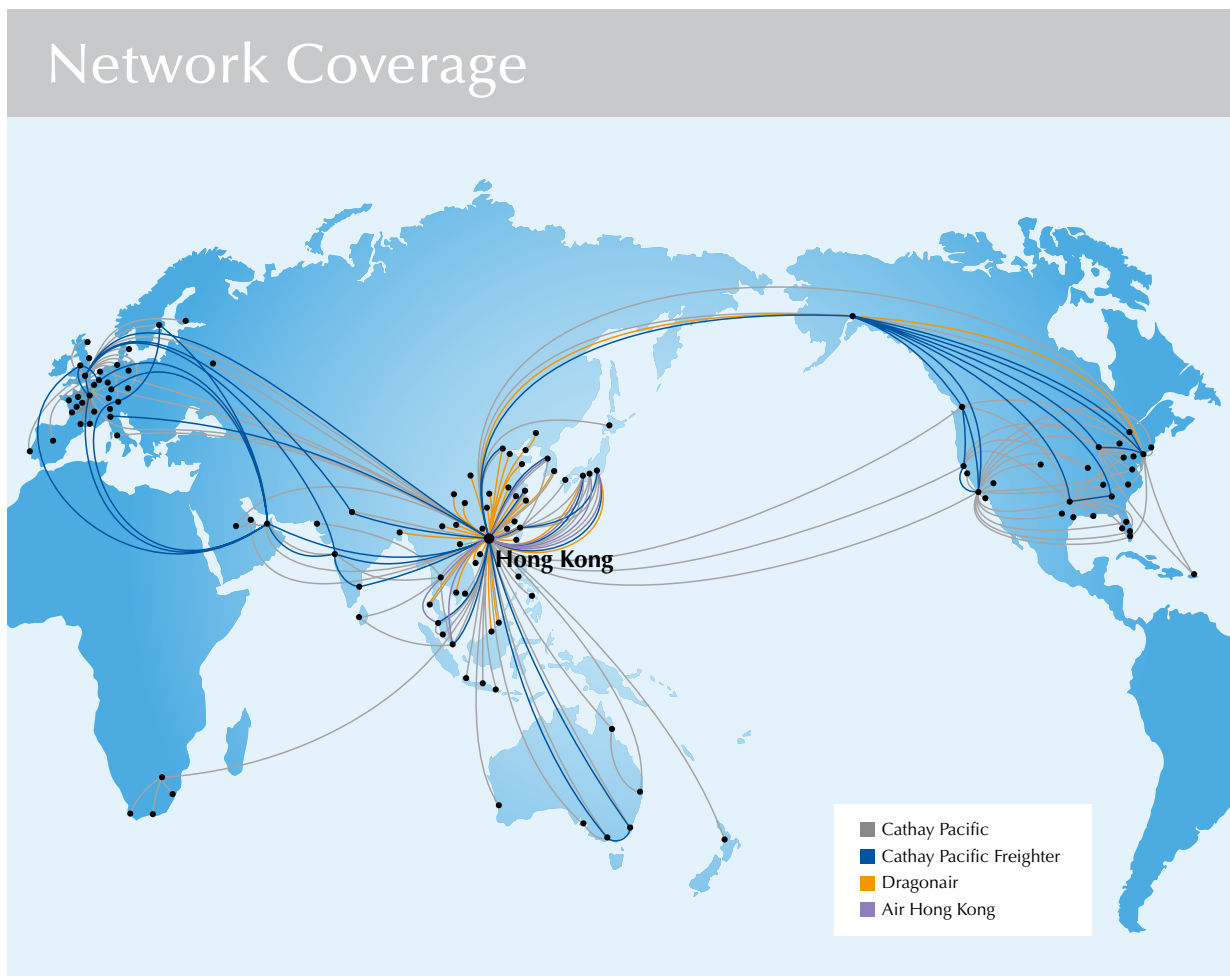 Network Coverage
Hong Kong
Cathay Pacific
Cathay Pacific Freighter
Dragonair
Air Hong Kong